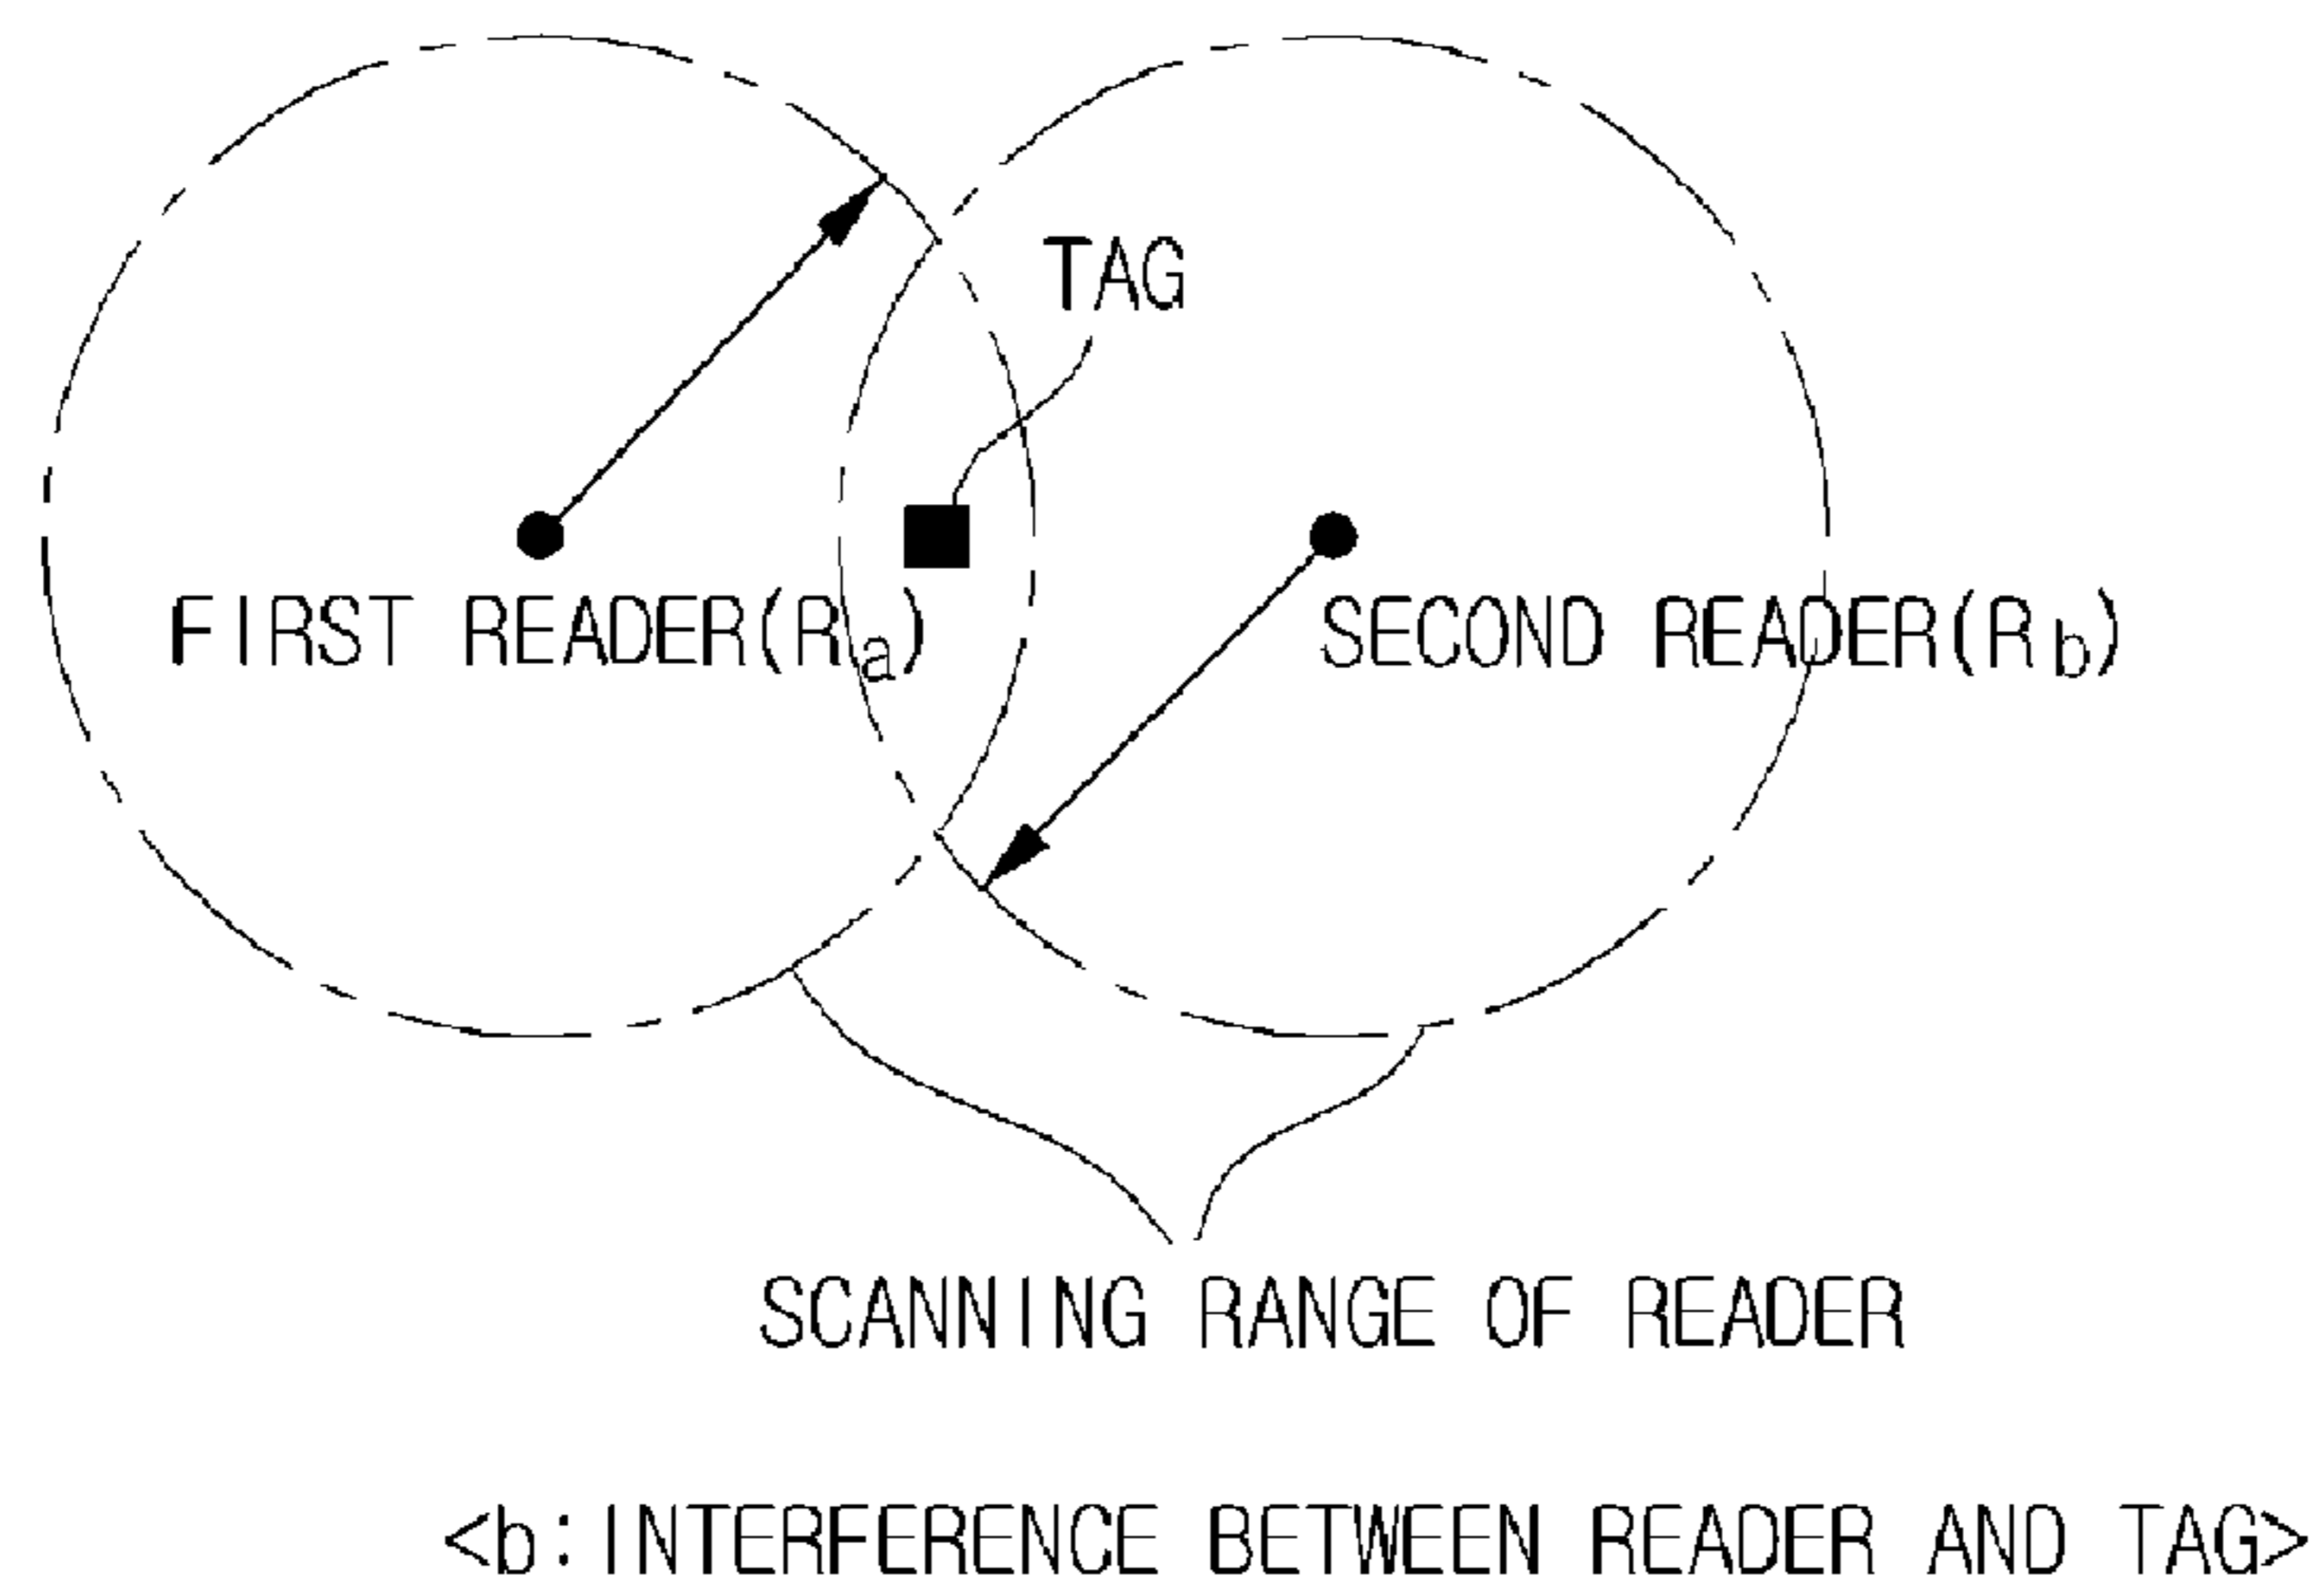 TAG
FIRST READER(Ra) SECOND READER(Rb)
SCANNING RANGE OF READER
<b:INTERFERENCE BETWEEN READER AND TAG>